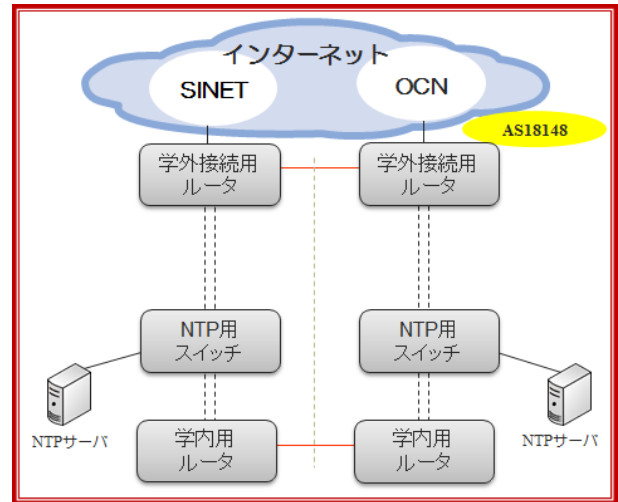 インターネット
SINET
OCN
AS18148
学外接続用
ルータ
学外接続用
ルータ
NTP用
スイッチ
NTP用
スイッチ
NTPサーバ
NTPサーバ
学内用
ルータ
学内用
ルータ